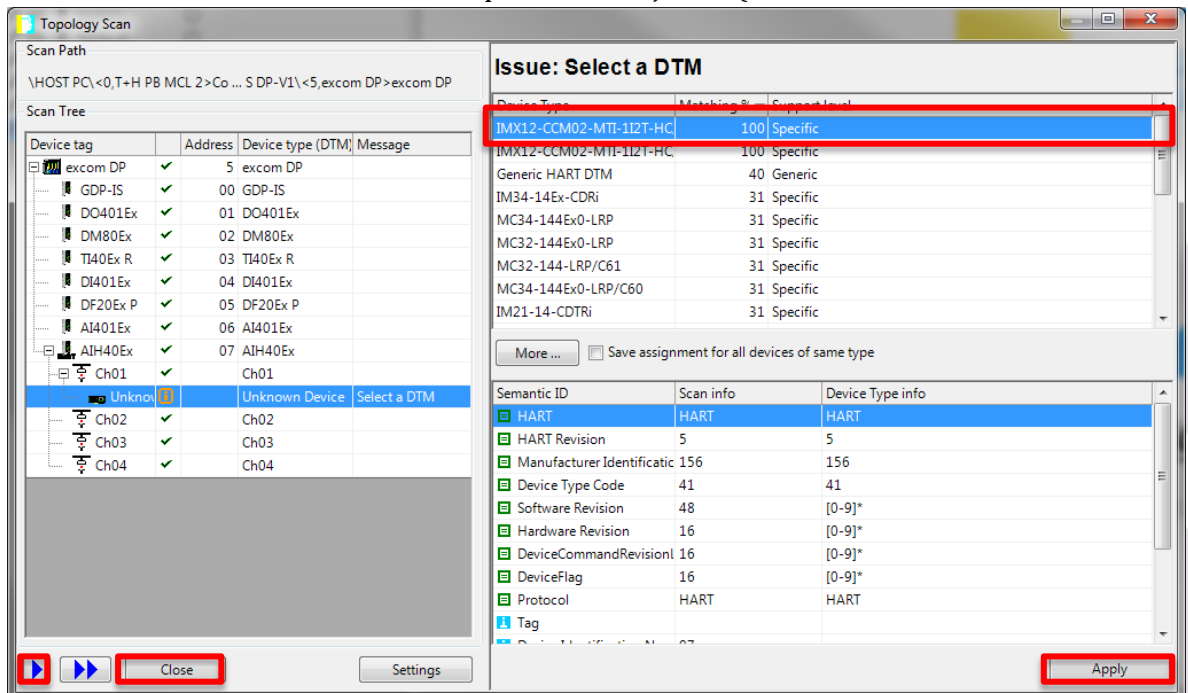 Topology Scan
Scan Path
\HOST PC\<0,T+H PB MCL 2>Co ... S DP-V1\<5,excom DP>excom DP
Scan Tree
Device tag Address Device type (DTM) Message
excom DP 5 excom DP
GDP-IS 00 GDP-IS
DO401Ex 01 DO401Ex
DM80Ex 02 DM80Ex
TI40Ex R 03 TI40Ex R
DI401Ex 04 DI401Ex
DF20Ex P 05 DF20Ex P
AI401Ex 06 AI401Ex
AIH40Ex 07 AIH40Ex
Ch01 Ch01
Unknov Unknown Device Select a DTM
Ch02 Ch02
Ch03 Ch03
Ch04 Ch04
Close Settings
Issue: Select a DTM
Device Type Matching % Support level
IMX12-CCM02-MTI-1I2T-HC, 100 Specific
IMX12-CCM02-MTI-1I2T-HC, 100 Specific
Generic HART DTM 40 Generic
IM34-14Ex-CDRi 31 Specific
MC34-144Ex0-LRP 31 Specific
MC32-144Ex0-LRP 31 Specific
MC32-144-LRP/C61 31 Specific
MC34-144Ex0-LRP/C60 31 Specific
IM21-14-CDTRi 31 Specific
More ... Save assignment for all devices of same type
Semantic ID Scan info Device Type info
HART HART HART
HART Revision 5 5
Manufacturer Identificatic 156 156
Device Type Code 41 41
Software Revision 48 [0-9]*
Hardware Revision 16 [0-9]*
DeviceCommandRevisionL 16 [0-9]*
DeviceFlag 16 [0-9]*
Protocol HART HART
Tag
Apply